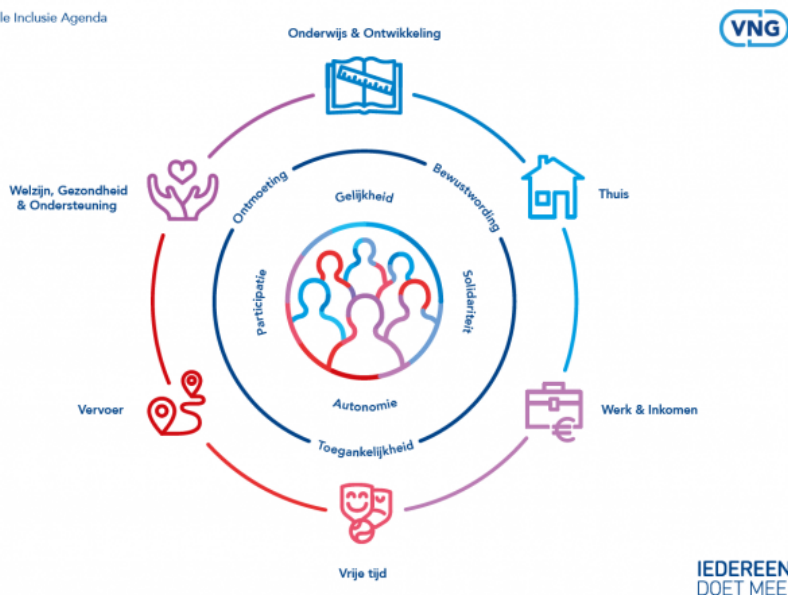 le Inclusie Agenda
VNG
Onderwijs & Ontwikkeling
Welzijn, Gezondheid
& Ondersteuning
Thuis
Ontmoeting
Bewustwording
Gelijkheid
Participatie
Solidariteit
Autonomie
Toegankelijkheid
Vervoer
Werk & Inkomen
Vrije tijd
IEDEREEN
DOET MEE